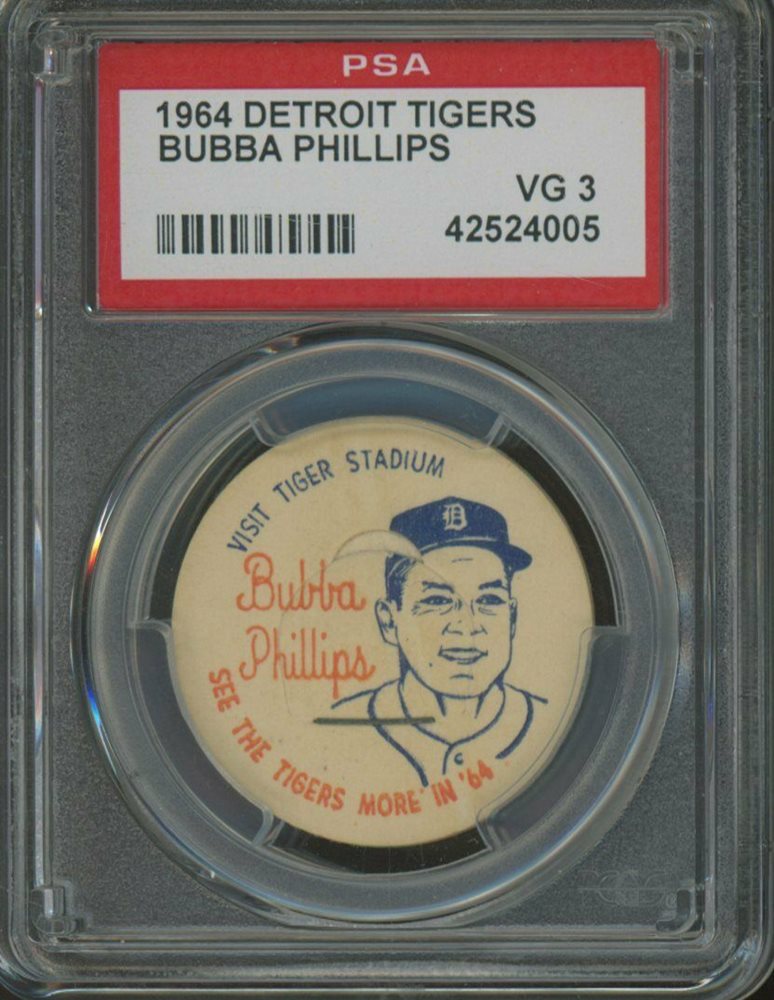 PSA
1964 DETROIT TIGERS
BUBBA PHILLIPS
VG 3
42524005
VISIT TIGER STADIUM
D
Bubba
Phillips
SEE THE TIGERS MORE IN '64